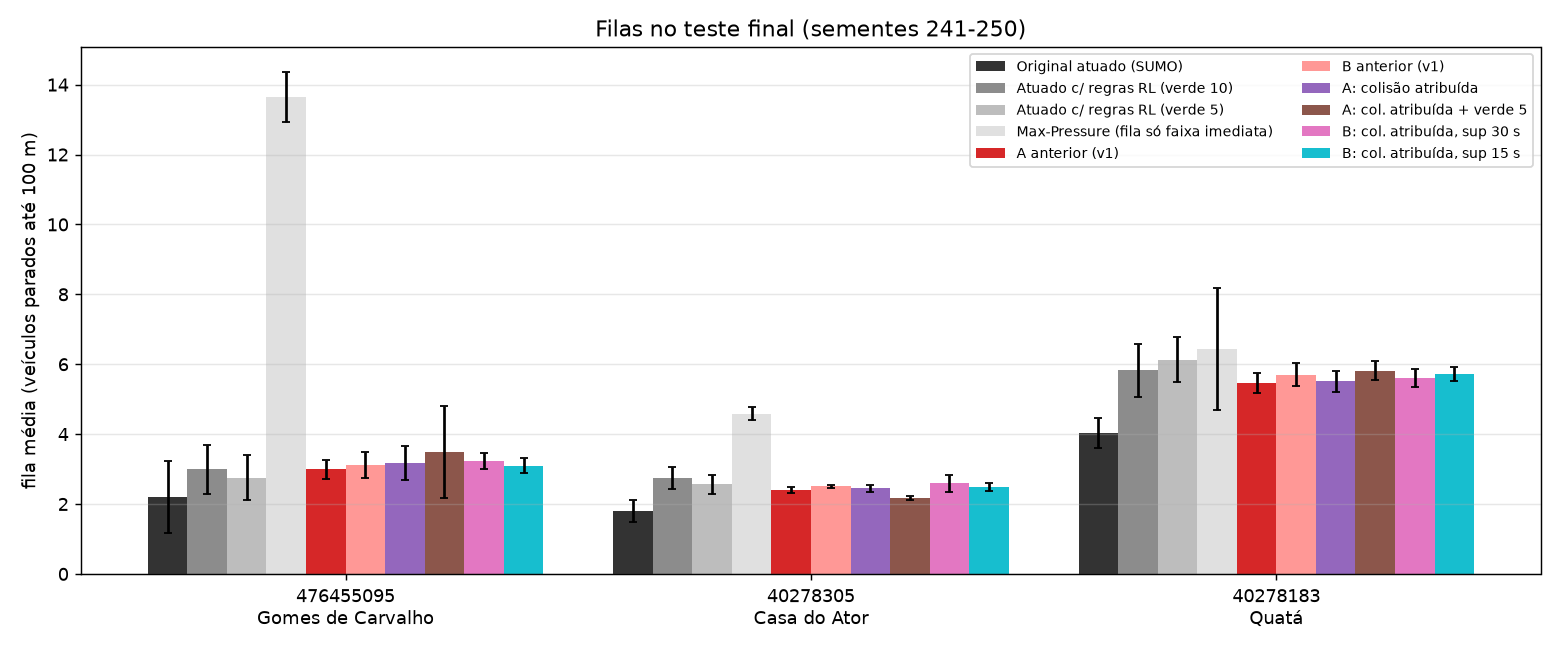 Filas no teste final (sementes 241-250)
fila média (veículos parados até 100 m)
14
12
10
8
6
4
2
0
Original atuado (SUMO)
Atuado c/ regras RL (verde 10)
Atuado c/ regras RL (verde 5)
Max-Pressure (fila só faixa imediata)
A anterior (v1)
B anterior (v1)
A: colisão atribuída
A: col. atribuída + verde 5
B: col. atribuída, sup 30 s
B: col. atribuída, sup 15 s
476455095
Gomes de Carvalho
40278305
Casa do Ator
40278183
Quatá